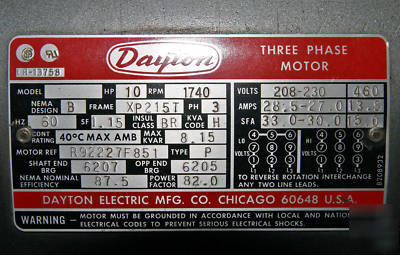 LR-13758
Dayton
THREE PHASE
MOTOR
MODEL HP 10 RPM 1740
NEMA DESIGN B FRAME XP215T PH 3
HZ 60 SF 1.15 INSUL CLASS BR KVA CODE H
CONT RATING 40°C MAX AMB MAX KVAR 8.15
MOTOR REF R92227F851 TYPE P
SHAFT END BRG 6207 OPP END BRG 6205
NEMA NOMINAL EFFICIENCY 87.5 POWER FACTOR 82.0
VOLTS 208-230 460
AMPS 28.5-27.0 13.5
SFA 33.0-30.0 15.0
TO REVERSE ROTATION INTERCHANGE
ANY TWO LINE LEADS.
DAYTON ELECTRIC MFG. CO. CHICAGO 60648 U.S.A.
WARNING - MOTOR MUST BE GROUNDED IN ACCORDANCE WITH LOCAL AND NATIONAL
ELECTRICAL CODES TO PREVENT SERIOUS ELECTRICAL SHOCKS.